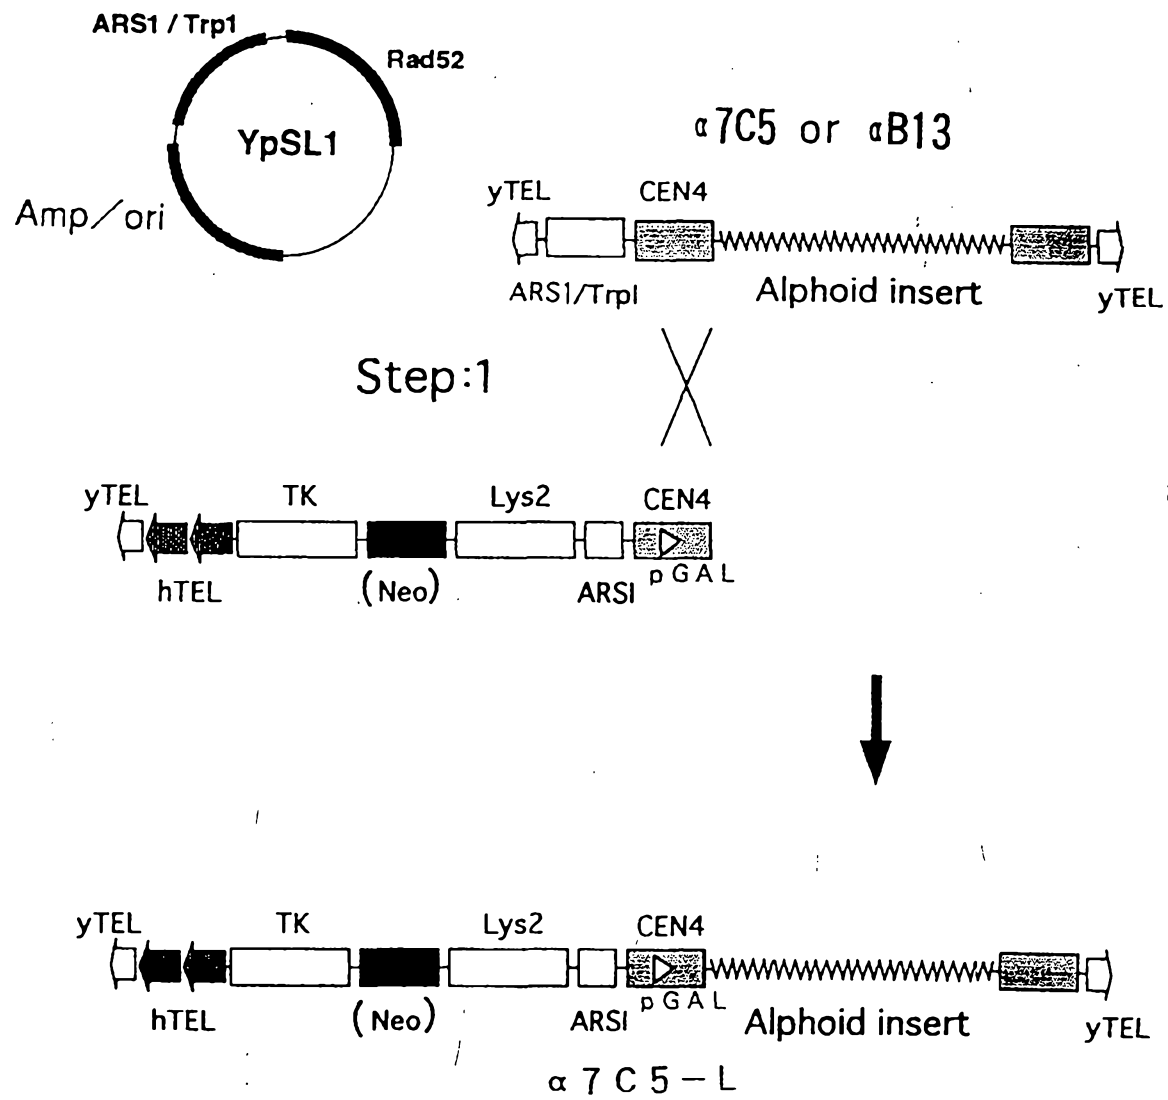 ARS1 / Trp1
Rad52
YpSL1
Amp/ori
α7C5 or αB13
yTEL CEN4
ARS1/TrpI Alphoid insert yTEL
Step:1
yTEL TK Lys2 CEN4
pGAL
hTEL (Neo) ARSI
yTEL TK Lys2 CEN4
pGAL
hTEL (Neo) ARSI Alphoid insert yTEL
α7C5-L